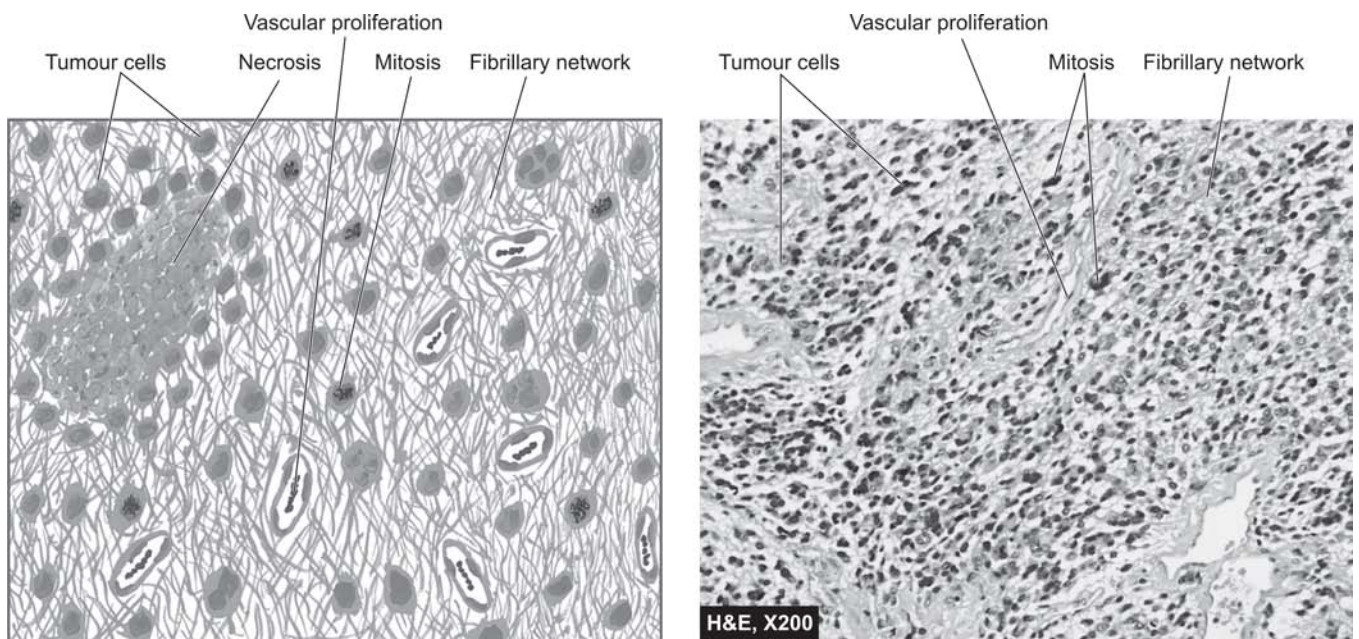 Vascular proliferation
Tumour cells
Necrosis
Mitosis
Fibrillary network
Vascular proliferation
Tumour cells
Mitosis
Fibrillary network
H&E, X200